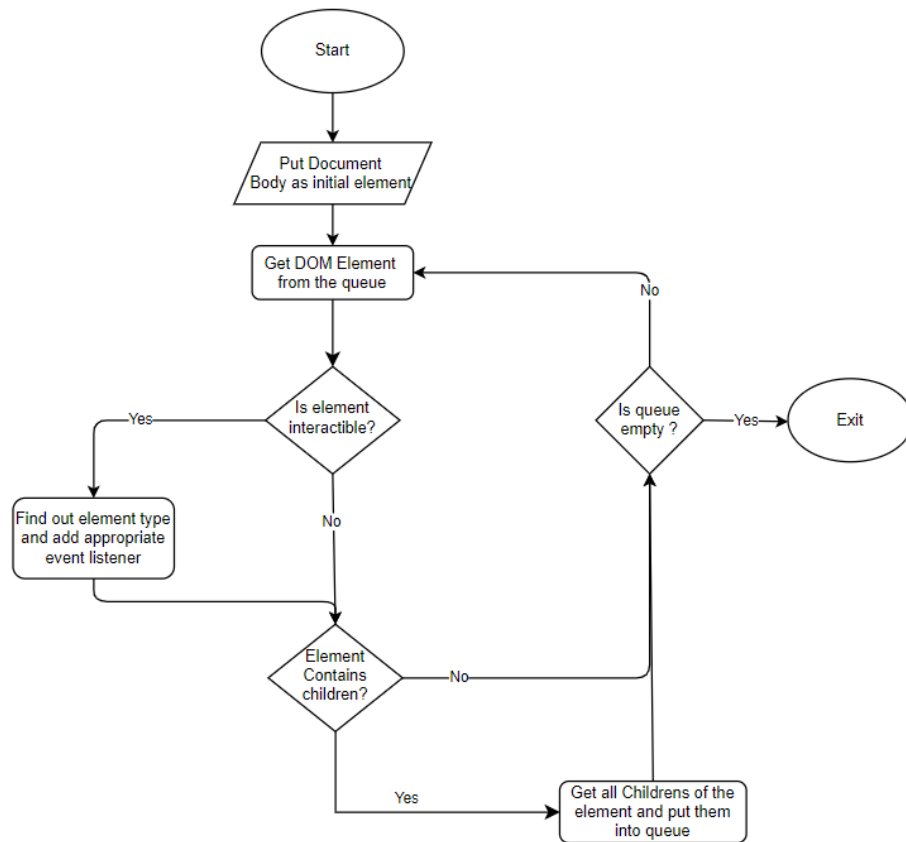 Start
Put Document
Body as initial element
Get DOM Element
from the queue
No
Is element
interactible?
Yes
Is queue
empty ?
Yes
Exit
Find out element type
and add appropriate
event listener
No
Element
Contains
children?
No
Yes
Get all Childrens of the
element and put them
into queue